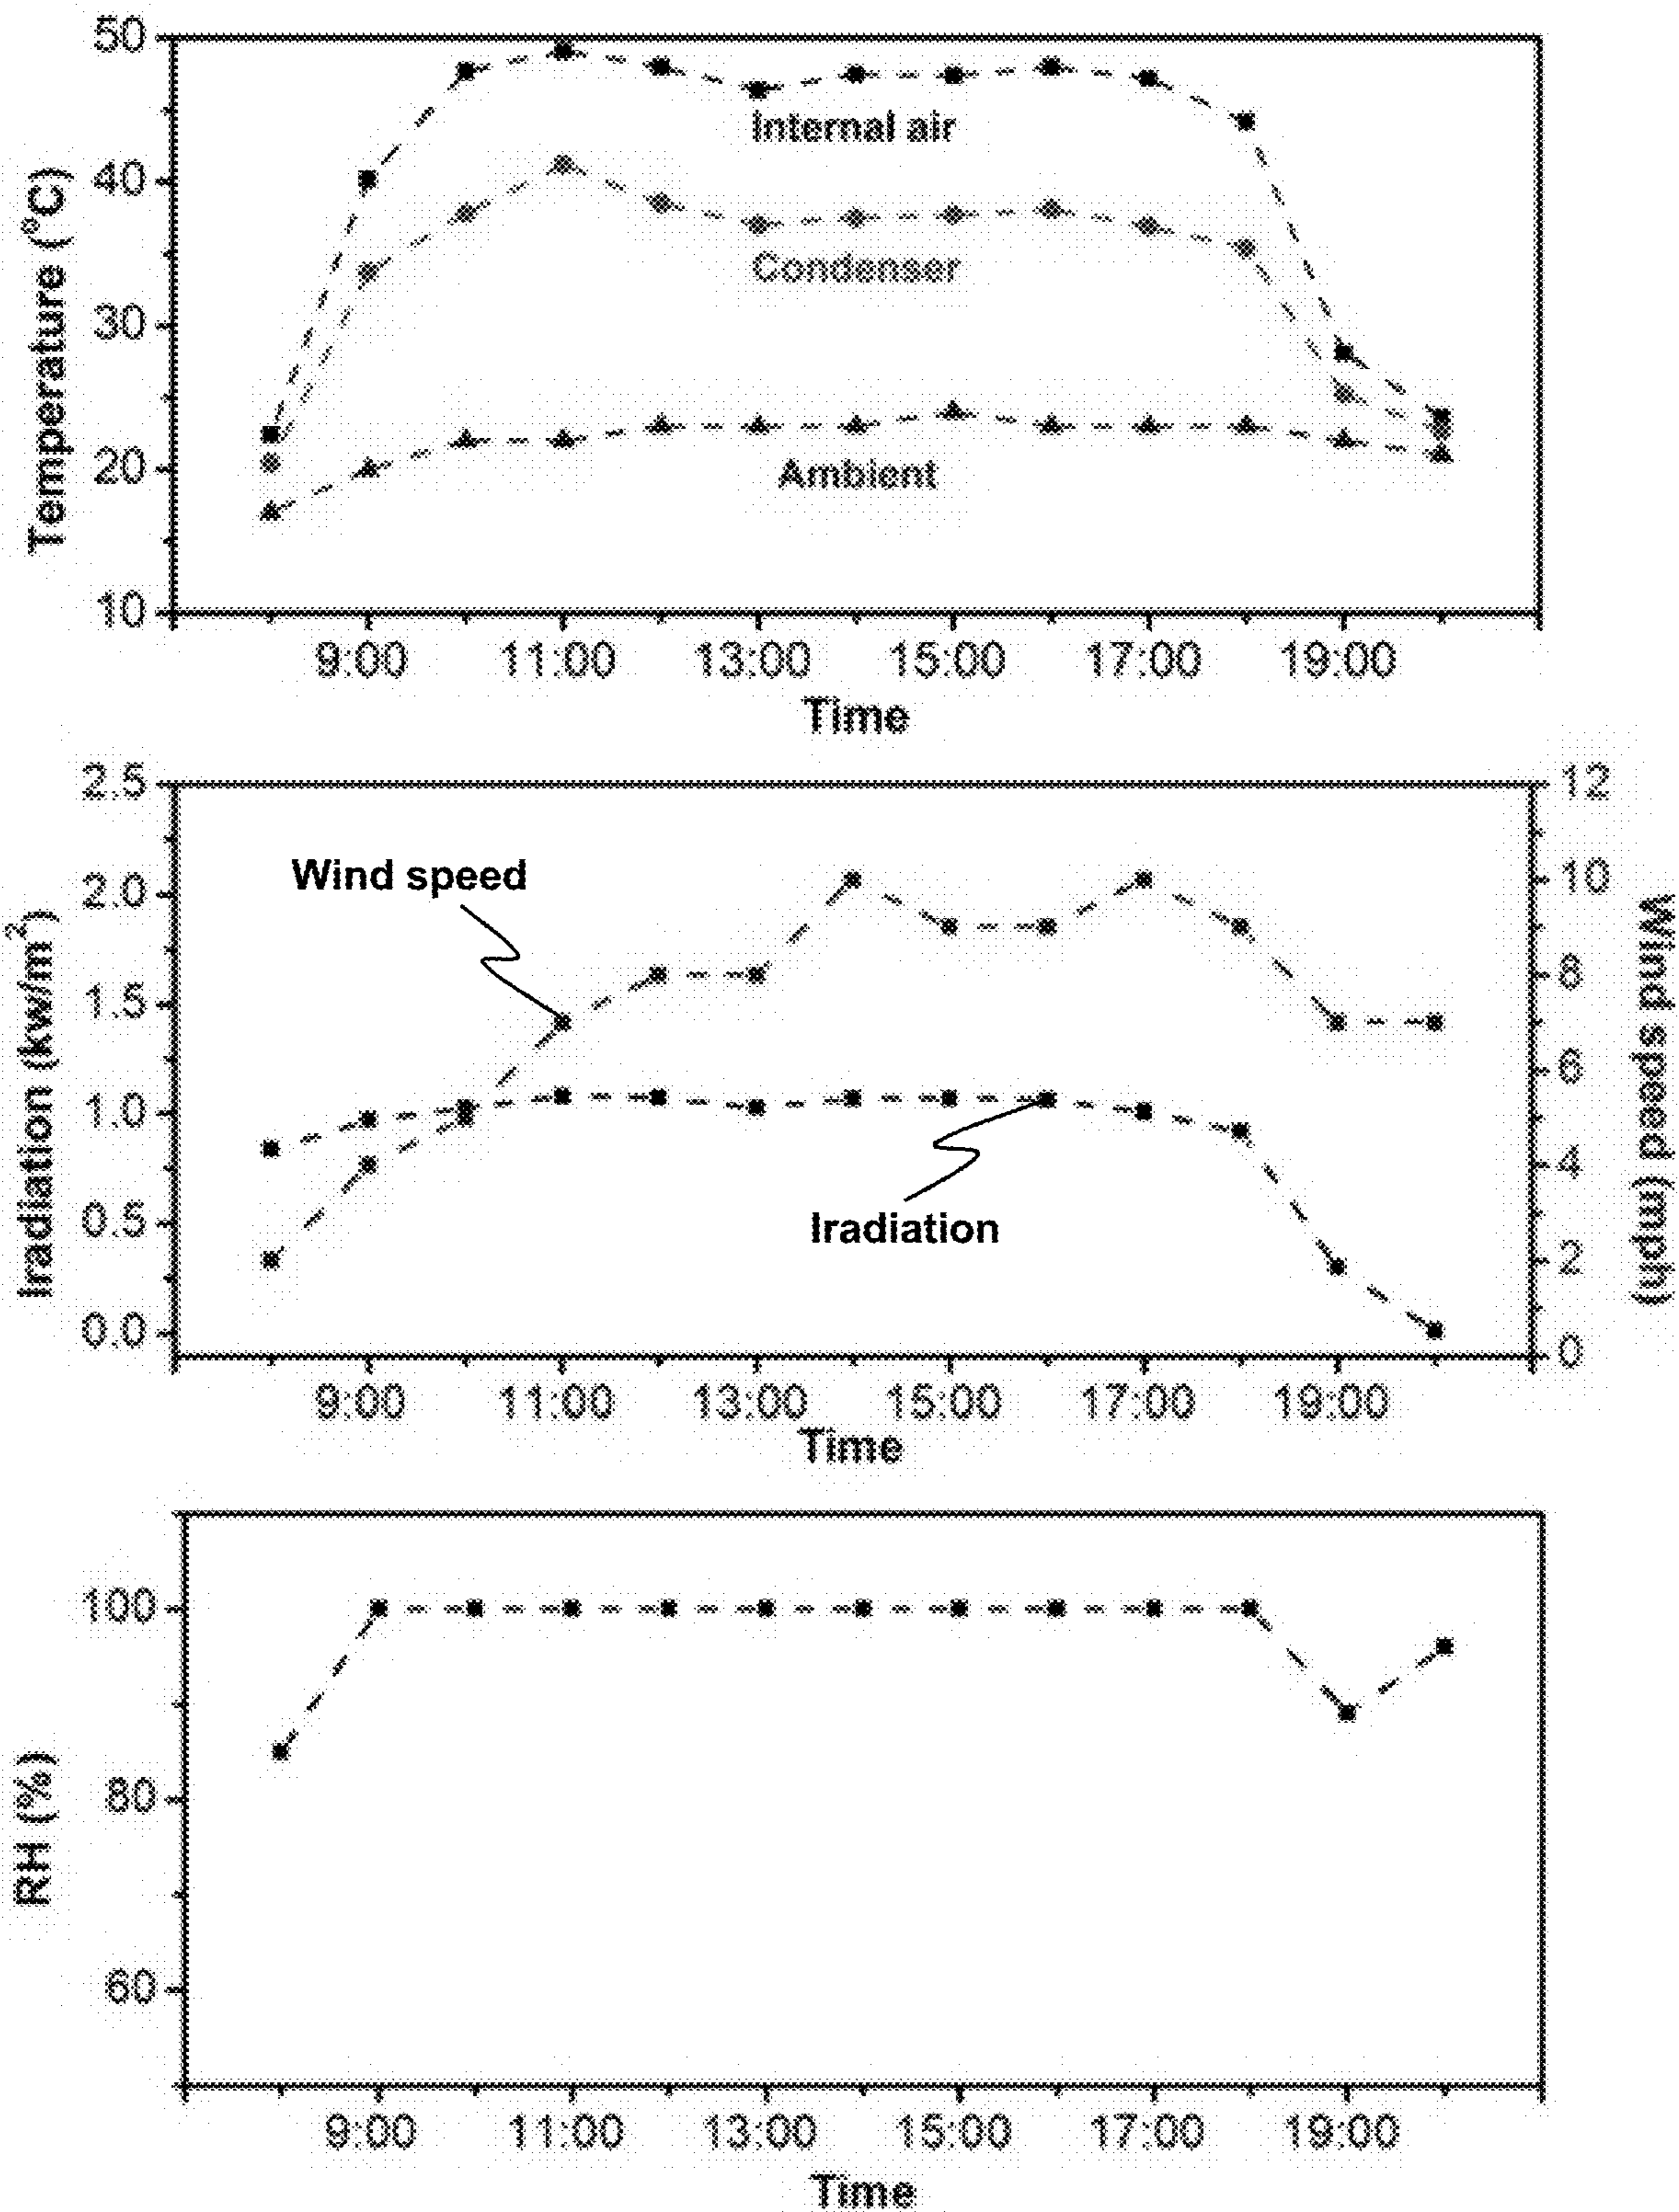 50
40
30
20
10
Temperature (°C)
Internal air
Condenser
Ambient
9:00 11:00 13:00 15:00 17:00 19:00
Time
2.5
2.0
1.5
1.0
0.5
0.0
Iradiation (kw/m²)
Wind speed
Iradiation
12
10
8
6
4
2
0
Wind speed (mph)
9:00 11:00 13:00 15:00 17:00 19:00
Time
100
80
60
RH (%)
9:00 11:00 13:00 15:00 17:00 19:00
Time